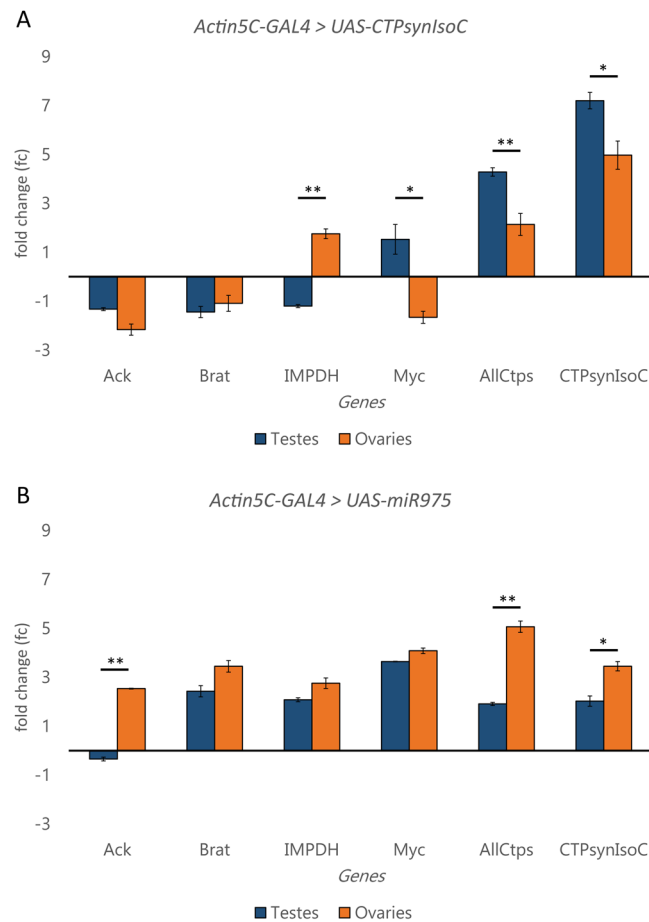 A
Actin5C-GAL4 > UAS-CTPsynIsoC
9
7
5
3
1
-1
-3
fold change (fc)
**
*
**
*
Ack Brat IMPDH Myc AllCtps CTPsynIsoC
Genes
Testes Ovaries
B
Actin5C-GAL4 > UAS-miR975
9
7
5
3
1
-1
-3
fold change (fc)
**
**
*
Ack Brat IMPDH Myc AllCtps CTPsynIsoC
Genes
Testes Ovaries